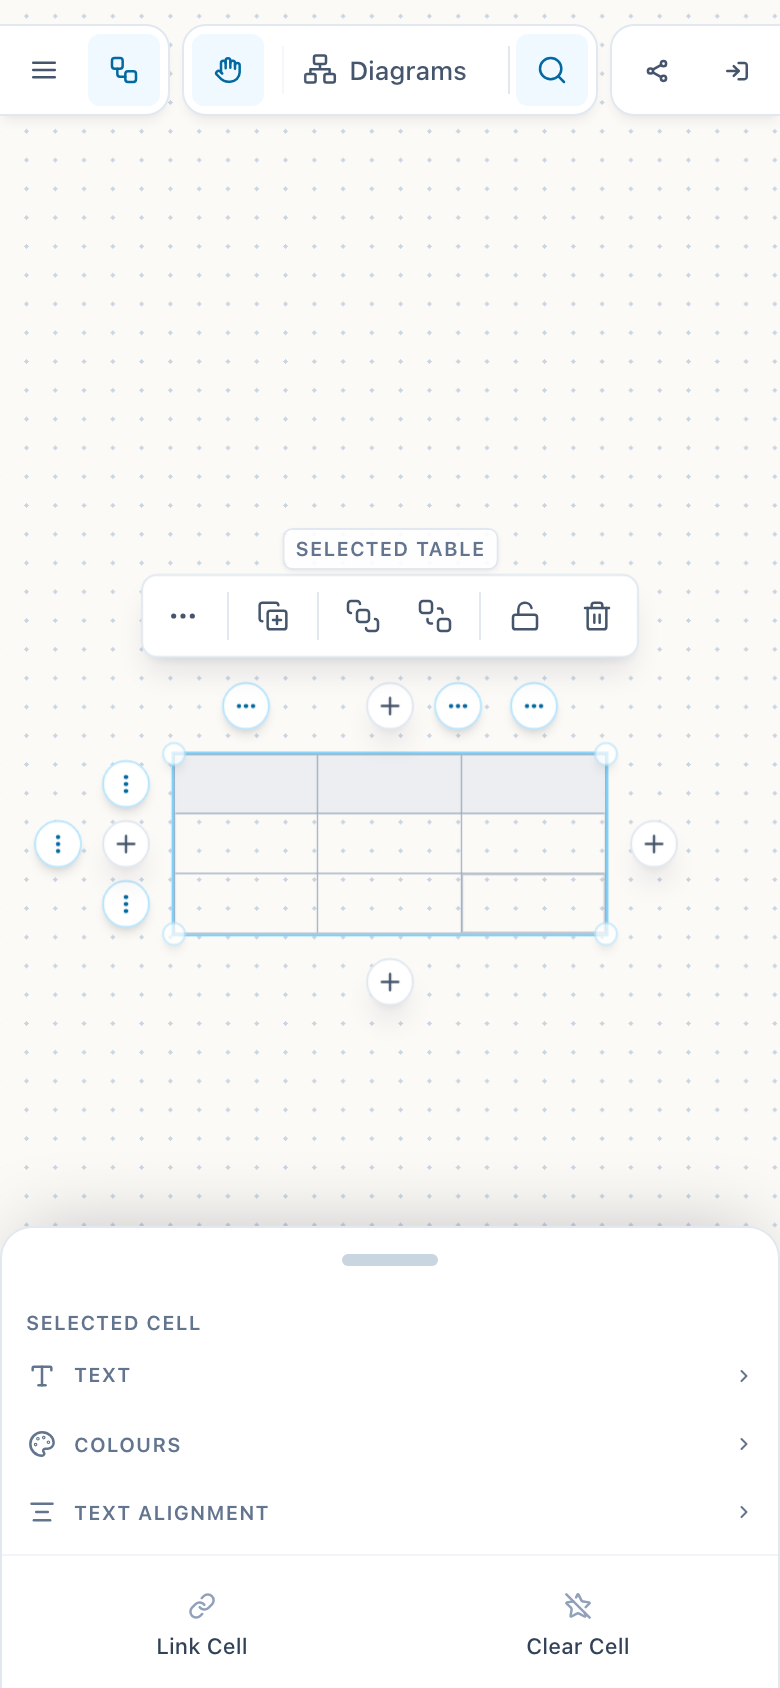 Diagrams
SELECTED TABLE
SELECTED CELL
TEXT
COLOURS
TEXT ALIGNMENT
Link Cell
Clear Cell